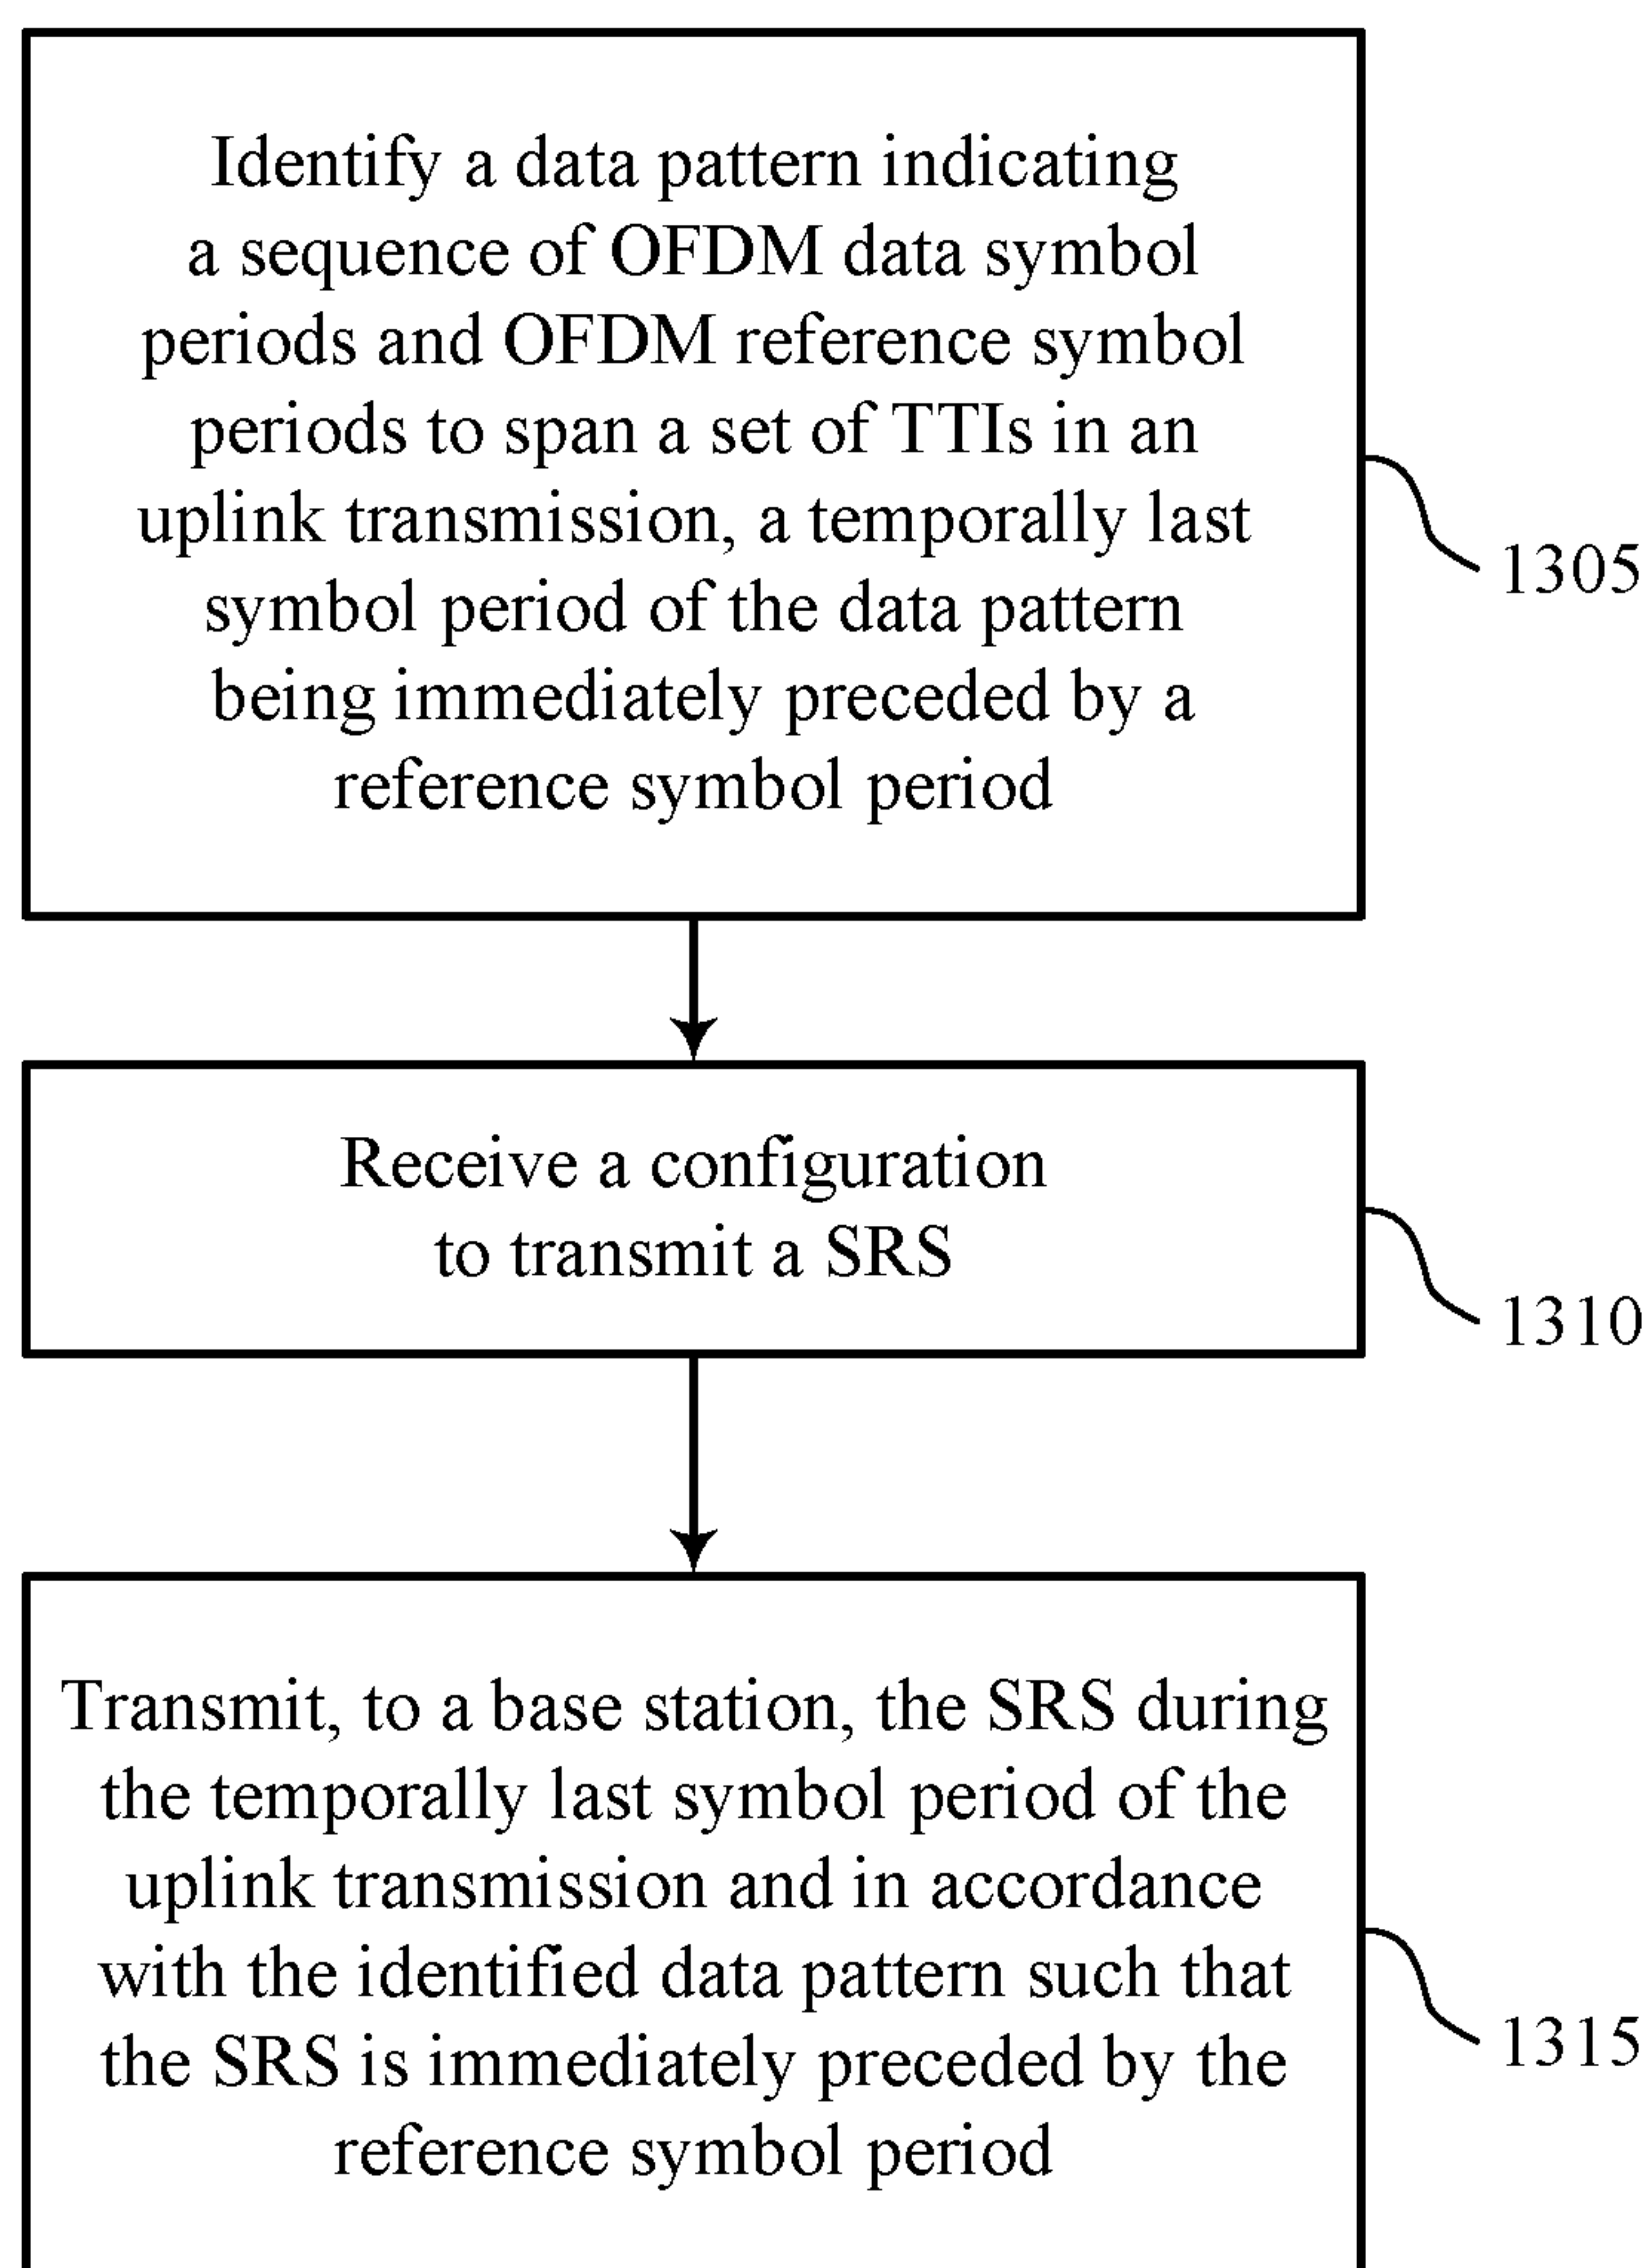 Identify a data pattern indicating
a sequence of OFDM data symbol
periods and OFDM reference symbol
periods to span a set of TTIs in an
uplink transmission, a temporally last
symbol period of the data pattern
being immediately preceded by a
reference symbol period
1305
Receive a configuration
to transmit a SRS
1310
Transmit, to a base station, the SRS during
the temporally last symbol period of the
uplink transmission and in accordance
with the identified data pattern such that
the SRS is immediately preceded by the
reference symbol period
1315